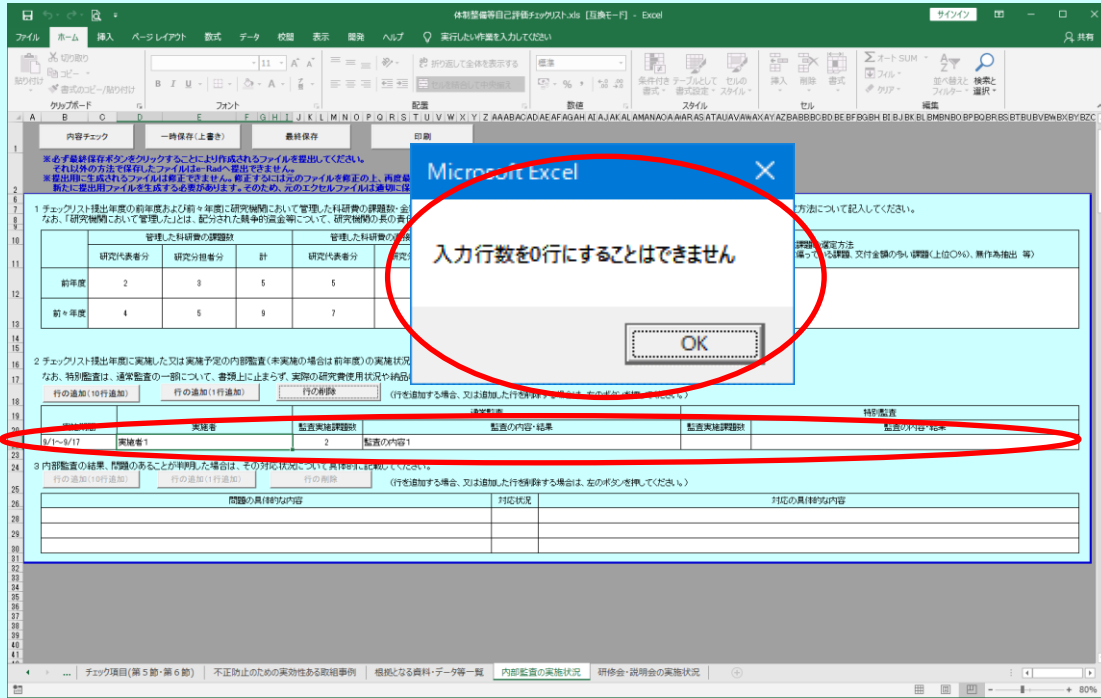 体制整備等自己評価チェックリスト.xls [互換モード] - Excel
サインイン
ファイル ホーム 挿入 ページ レイアウト 数式 データ 校閲 表示 開発 ヘルプ 実行したい作業を入力してください 共有
切り取り
コピー
書式のコピー/貼り付け
貼り付け
11
B I U
折り返して全体を表示する
セルを結合して中央揃え
標準
条件付き書式 テーブルとして書式設定 セルのスタイル
挿入 削除 書式
オート SUM
フィル
クリア
並べ替えと フィルター 検索と選択
クリップボード フォント 配置 数値 スタイル セル 編集
内容チェック 一時保存(上書き) 最終保存 印刷
※必ず最終保存ボタンをクリックすることにより作成されるファイルを提出してください。
それ以外の方法で保存したファイルはe-Radへ提出できません。
※提出用に生成されるファイルは修正できません。修正するには元のファイルを修正の上、再度最
新たに提出用ファイルを生成する必要があります。そのため、元のエクセルファイルは適切に保
Microsoft Excel
入力行数を0行にすることはできません
OK
1 チェックリスト提出年度の前年度および前々年度に研究機関において管理した科研費の課題数・金
方法について記入してください。
なお、「研究機関において管理した」とは、配分された競争的資金等について、研究機関の長の責任
管理した科研費の課題数
研究代表者分 研究分担者分 計 研究代表者分
交付金額の多い課題(上位○%)、無作為抽出 等)
前年度 2 3 5 6
前々年度 4 5 9 7
2 チェックリスト提出年度に実施した又は実施予定の内部監査(未実施の場合は前年度)の実施状況
なお、特別監査は、通常監査の一部について、書類上に止まらず、実際の研究費使用状況や納品
行の追加(10行追加) 行の追加(1行追加) 行の削除 (行を追加する場合、又は追加した行を削除する場合は、左のボタンを押してください。)
通常監査 特別監査
実施者 監査実施課題数 監査の内容・結果 監査実施課題数 監査の内容・結果
9/1～9/17 実施者1 2 監査の内容1
3 内部監査の結果、問題のあることが判明した場合は、その対応状況について具体的に記載してください。
行の追加(10行追加) 行の追加(1行追加) 行の削除 (行を追加する場合、又は追加した行を削除する場合は、左のボタンを押してください。)
問題の具体的な内容 対応状況 対応の具体的な内容
... チェック項目(第5節・第6節) 不正防止のための実効性ある取組事例 根拠となる資料・データ等一覧 内部監査の実施状況 研修会・説明会の実施状況
80%